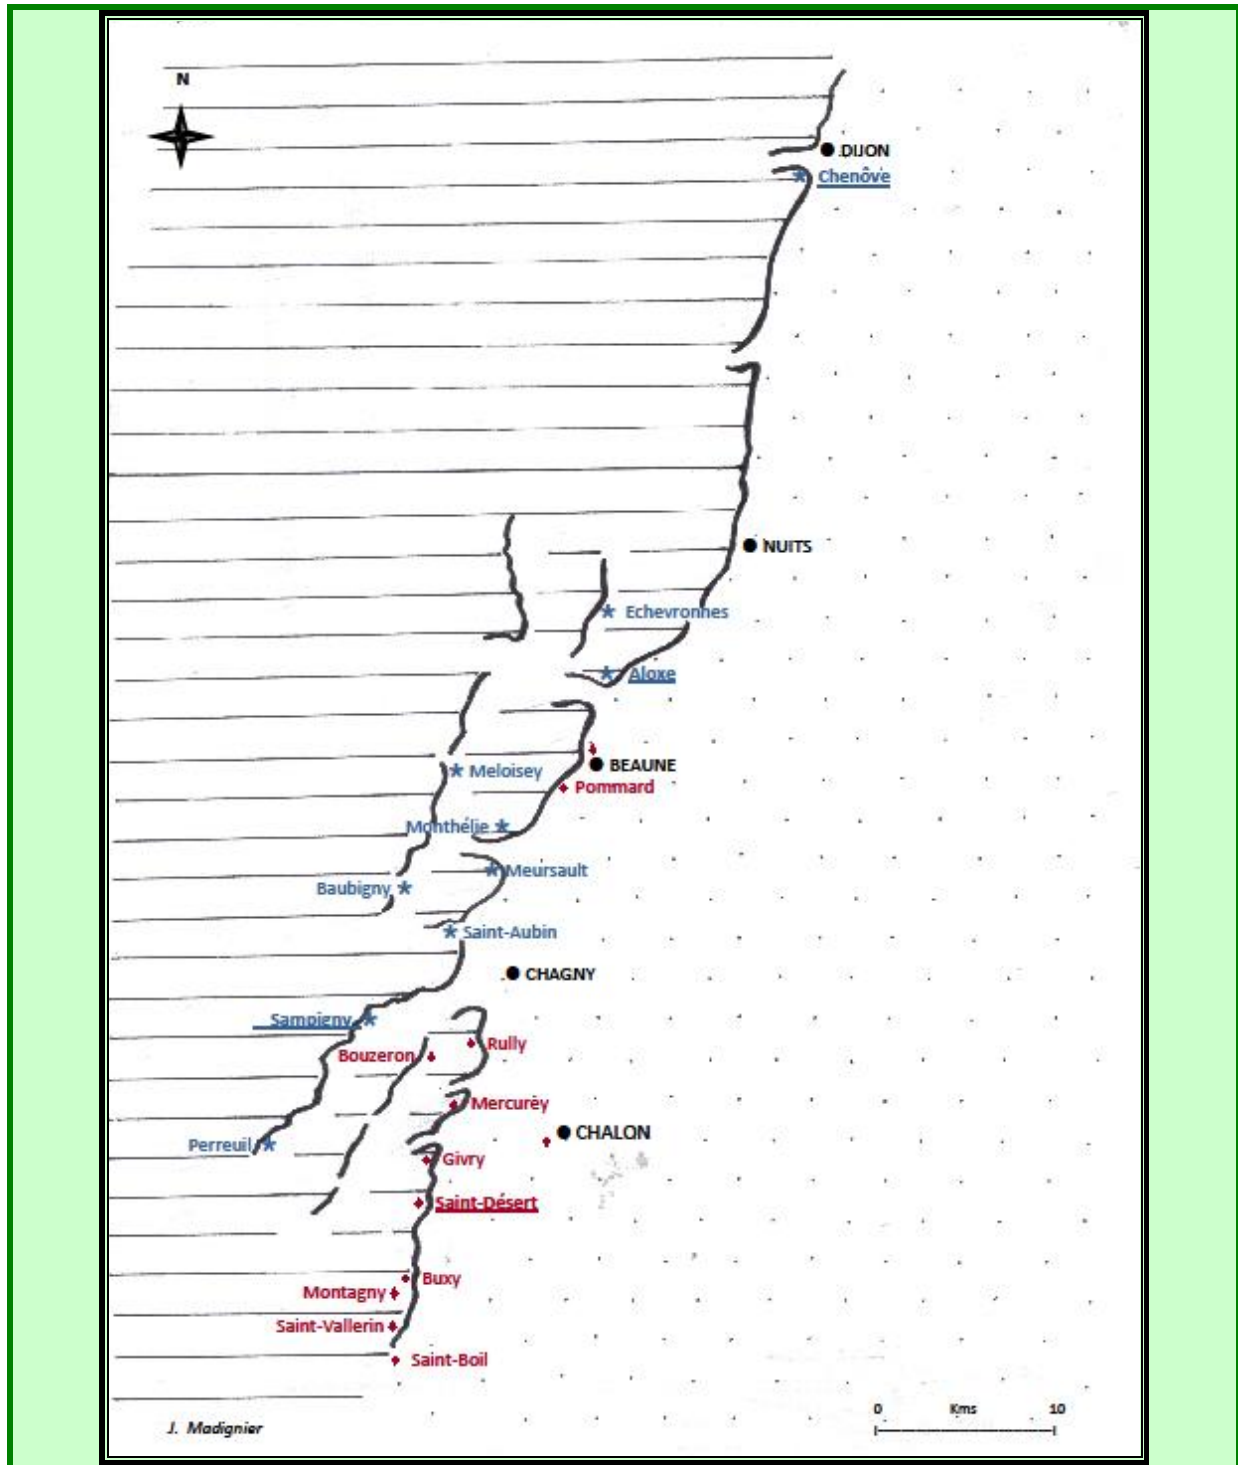 N
DIJON
Chenôve
NUITS
Echevronnes
Aloxe
BEAUNE
Meloisey
Pommard
Monthélie
Meursault
Baubigny
Saint-Aubin
CHAGNY
Sampigny
Rully
Bouzeron
Mercurey
CHALON
Perreuil
Givry
Saint-Désert
Buxy
Montagny
Saint-Vallerin
Saint-Boil
0 Kms 10
J. Madignier